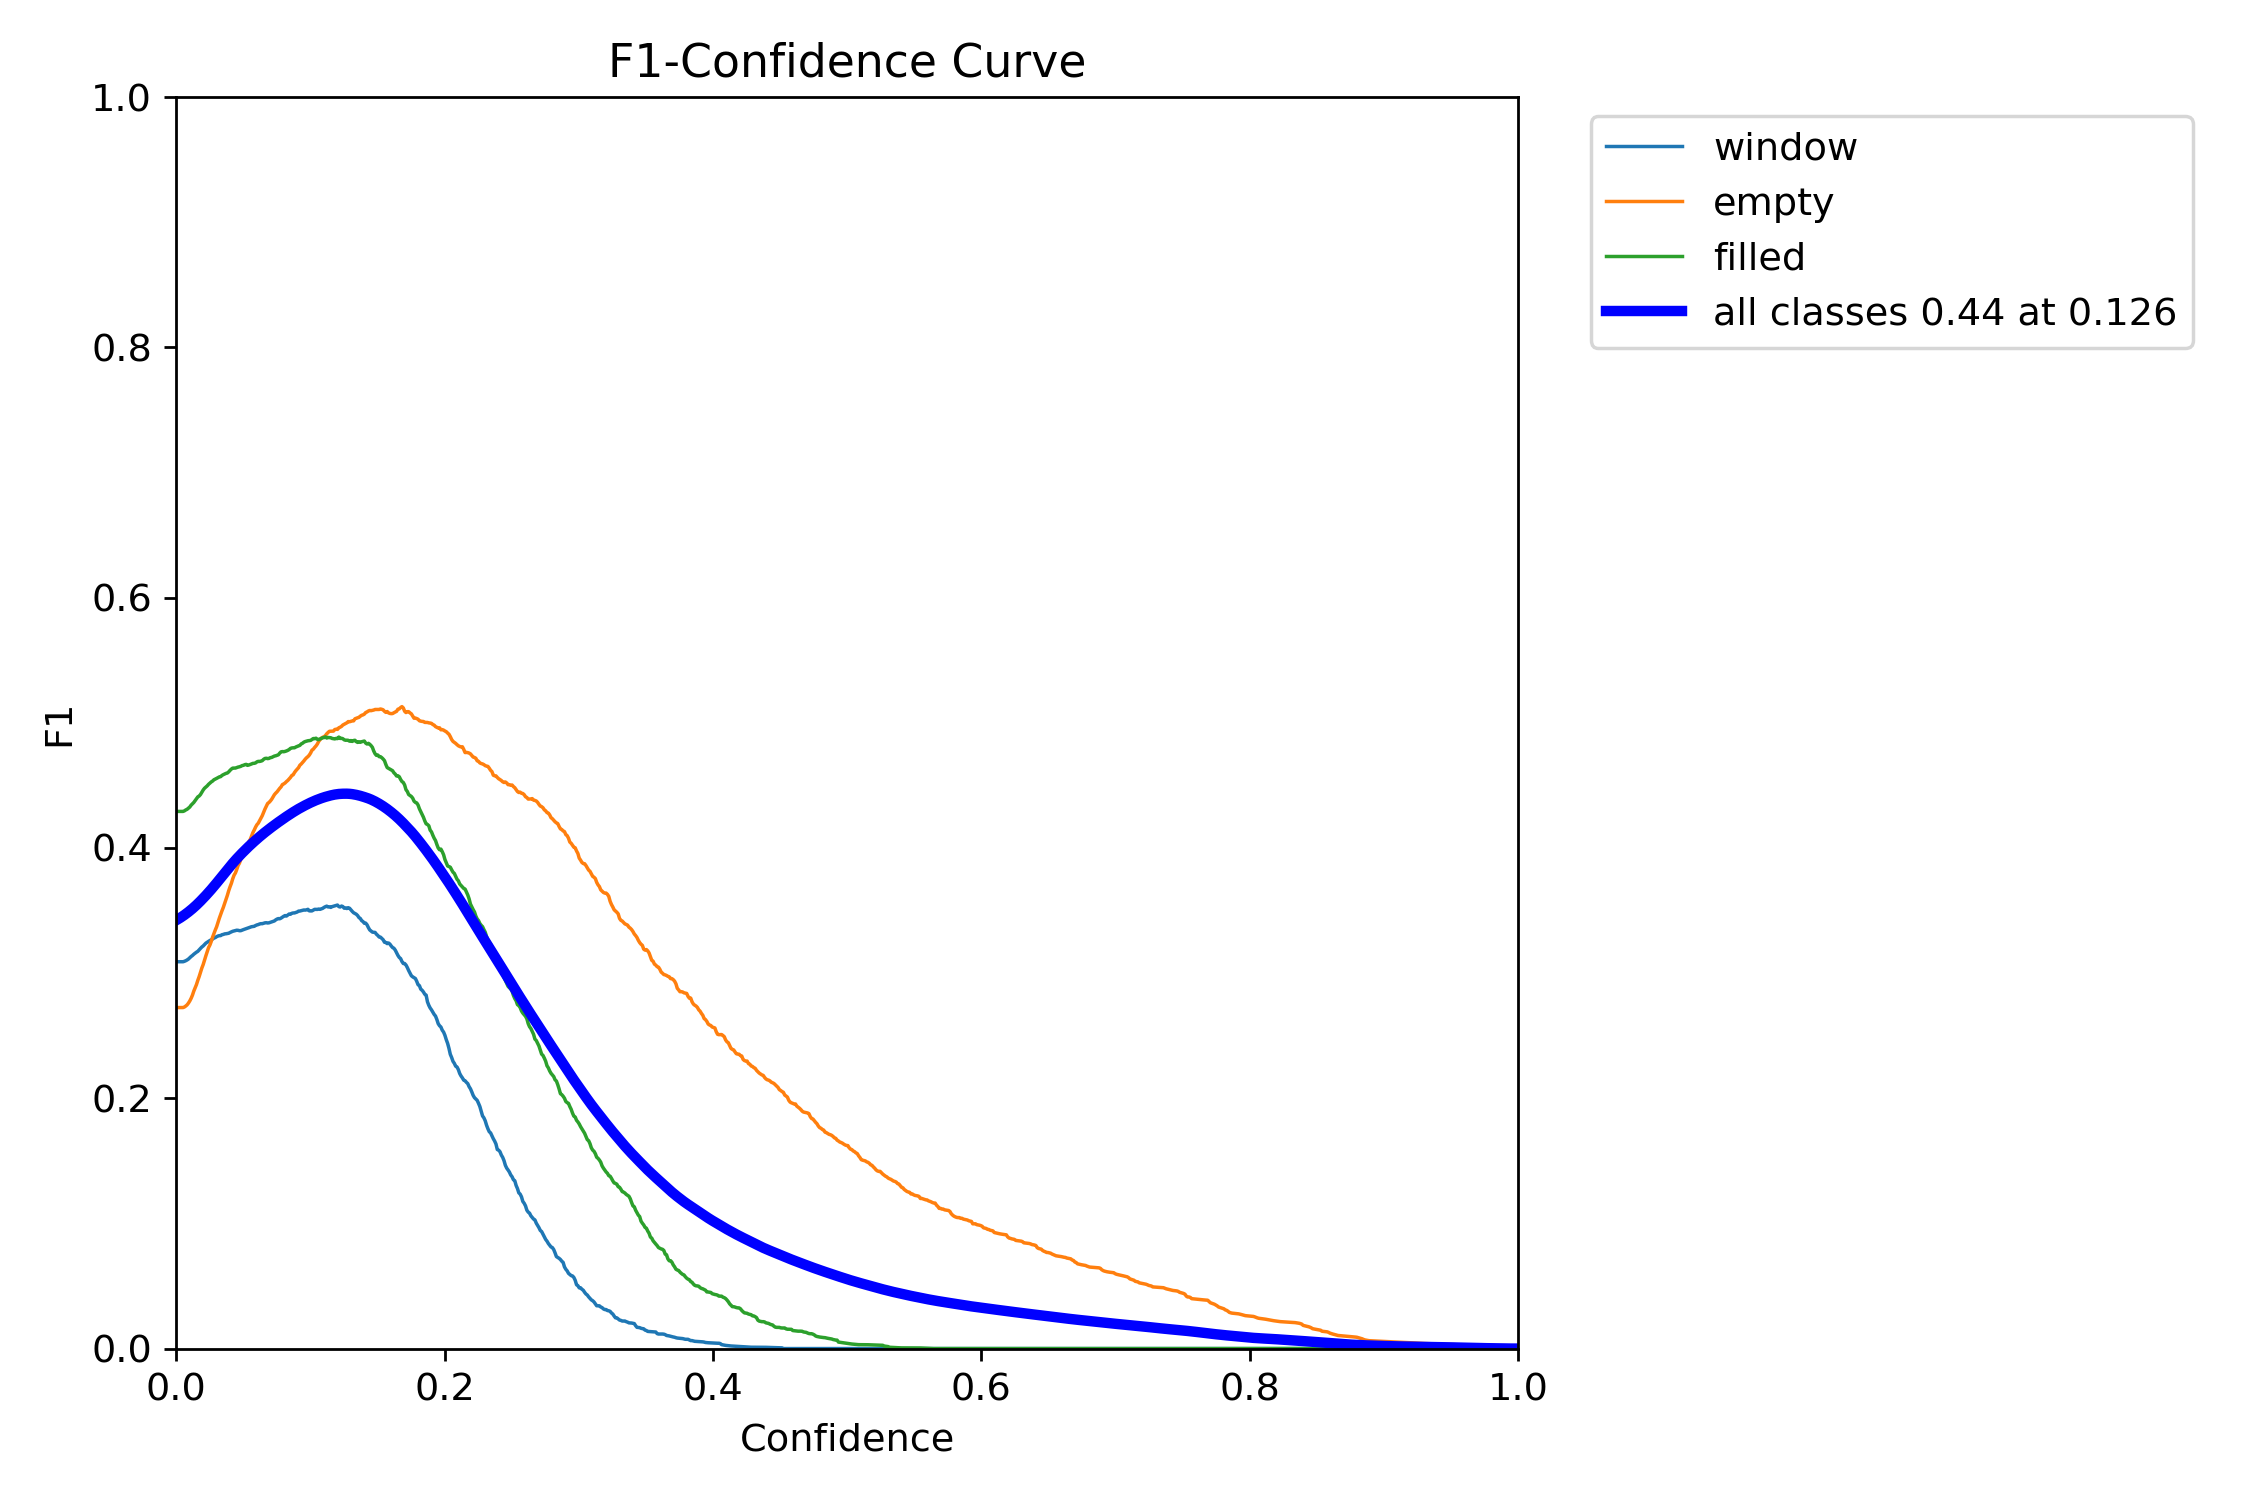 F1-Confidence Curve
1.0
0.8
0.6
0.4
0.2
0.0
F1
0.0 0.2 0.4 0.6 0.8 1.0
Confidence
window
empty
filled
all classes 0.44 at 0.126